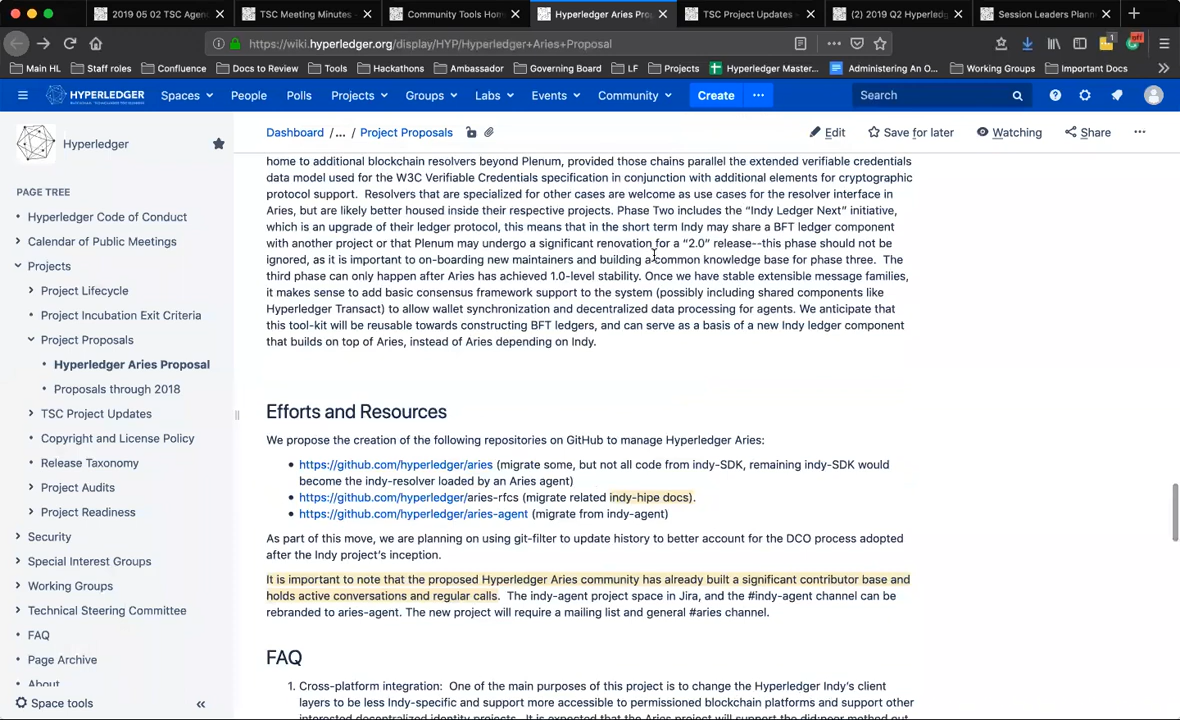 2019 05 02 TSC Agen
TSC Meeting Minutes -
Community Tools Hom
Hyperledger Aries Pro
TSC Project Updates -
(2) 2019 Q2 Hyperled
Session Leaders Plann
https://wiki.hyperledger.org/display/HYP/Hyperledger+Aries+Proposal
Main HL
Staff roles
Confluence
Docs to Review
Tools
Hackathons
Ambassador
Governing Board
LF
Projects
Hyperledger Master...
Administering An O...
Working Groups
Important Docs
HYPERLEDGER
Spaces
People
Polls
Projects
Groups
Labs
Events
Community
Create
Search
Hyperledger
Dashboard /... / Project Proposals
Edit
Save for later
Watching
Share
PAGE TREE
Hyperledger Code of Conduct
Calendar of Public Meetings
Projects
Project Lifecycle
Project Incubation Exit Criteria
Project Proposals
Hyperledger Aries Proposal
Proposals through 2018
TSC Project Updates
Copyright and License Policy
Release Taxonomy
Project Audits
Project Readiness
Security
Special Interest Groups
Working Groups
Technical Steering Committee
FAQ
Page Archive
About
Space tools
home to additional blockchain resolvers beyond Plenum, provided those chains parallel the extended verifiable credentials
data model used for the W3C Verifiable Credentials specification in conjunction with additional elements for cryptographic
protocol support. Resolvers that are specialized for other cases are welcome as use cases for the resolver interface in
Aries, but are likely better housed inside their respective projects. Phase Two includes the “Indy Ledger Next” initiative,
which is an upgrade of their ledger protocol, this means that in the short term Indy may share a BFT ledger component
with another project or that Plenum may undergo a significant renovation for a “2.0” release--this phase should not be
ignored, as it is important to on-boarding new maintainers and building a common knowledge base for phase three. The
third phase can only happen after Aries has achieved 1.0-level stability. Once we have stable extensible message families,
it makes sense to add basic consensus framework support to the system (possibly including shared components like
Hyperledger Transact) to allow wallet synchronization and decentralized data processing for agents. We anticipate that
this tool-kit will be reusable towards constructing BFT ledgers, and can serve as a basis of a new Indy ledger component
that builds on top of Aries, instead of Aries depending on Indy.
Efforts and Resources
We propose the creation of the following repositories on GitHub to manage Hyperledger Aries:
• https://github.com/hyperledger/aries (migrate some, but not all code from indy-SDK, remaining indy-SDK would
become the indy-resolver loaded by an Aries agent)
• https://github.com/hyperledger/aries-rfcs (migrate related indy-hipe docs).
• https://github.com/hyperledger/aries-agent (migrate from indy-agent)
As part of this move, we are planning on using git-filter to update history to better account for the DCO process adopted
after the Indy project's inception.
It is important to note that the proposed Hyperledger Aries community has already built a significant contributor base and
holds active conversations and regular calls. The indy-agent project space in Jira, and the #indy-agent channel can be
rebranded to aries-agent. The new project will require a mailing list and general #aries channel.
FAQ
1. Cross-platform integration: One of the main purposes of this project is to change the Hyperledger Indy's client
layers to be less Indy-specific and support more accessible to permissioned blockchain platforms and support other